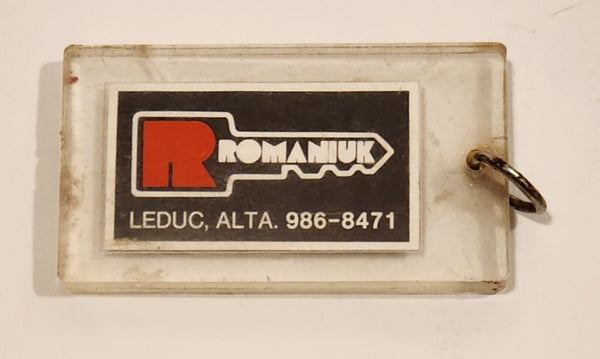 R ROMANIUK
LEDUC, ALTA. 986-8471